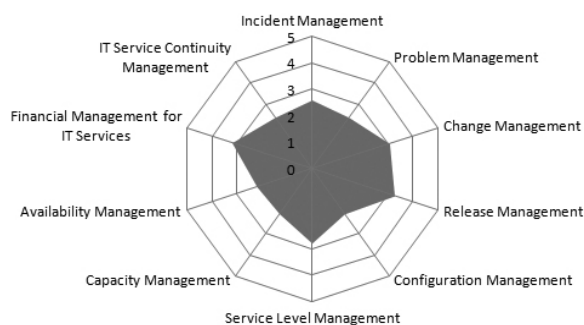 Incident Management
Problem Management
Change Management
Release Management
Configuration Management
Service Level Management
Capacity Management
Availability Management
Financial Management for
IT Services
IT Service Continuity
Management
5
4
3
2
1
0